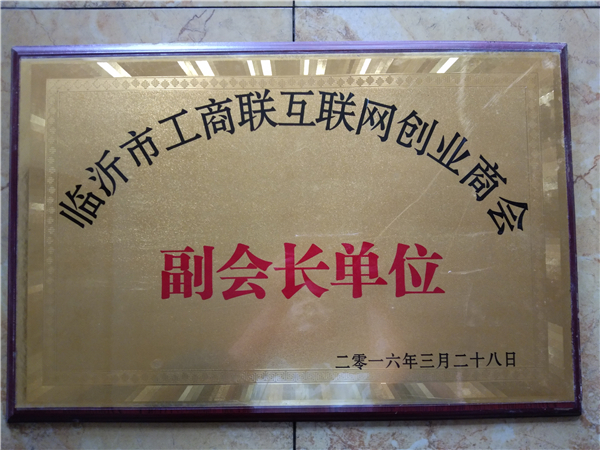 临沂市工商联互联网创业商会
副会长单位
二零一六年三月二十八日